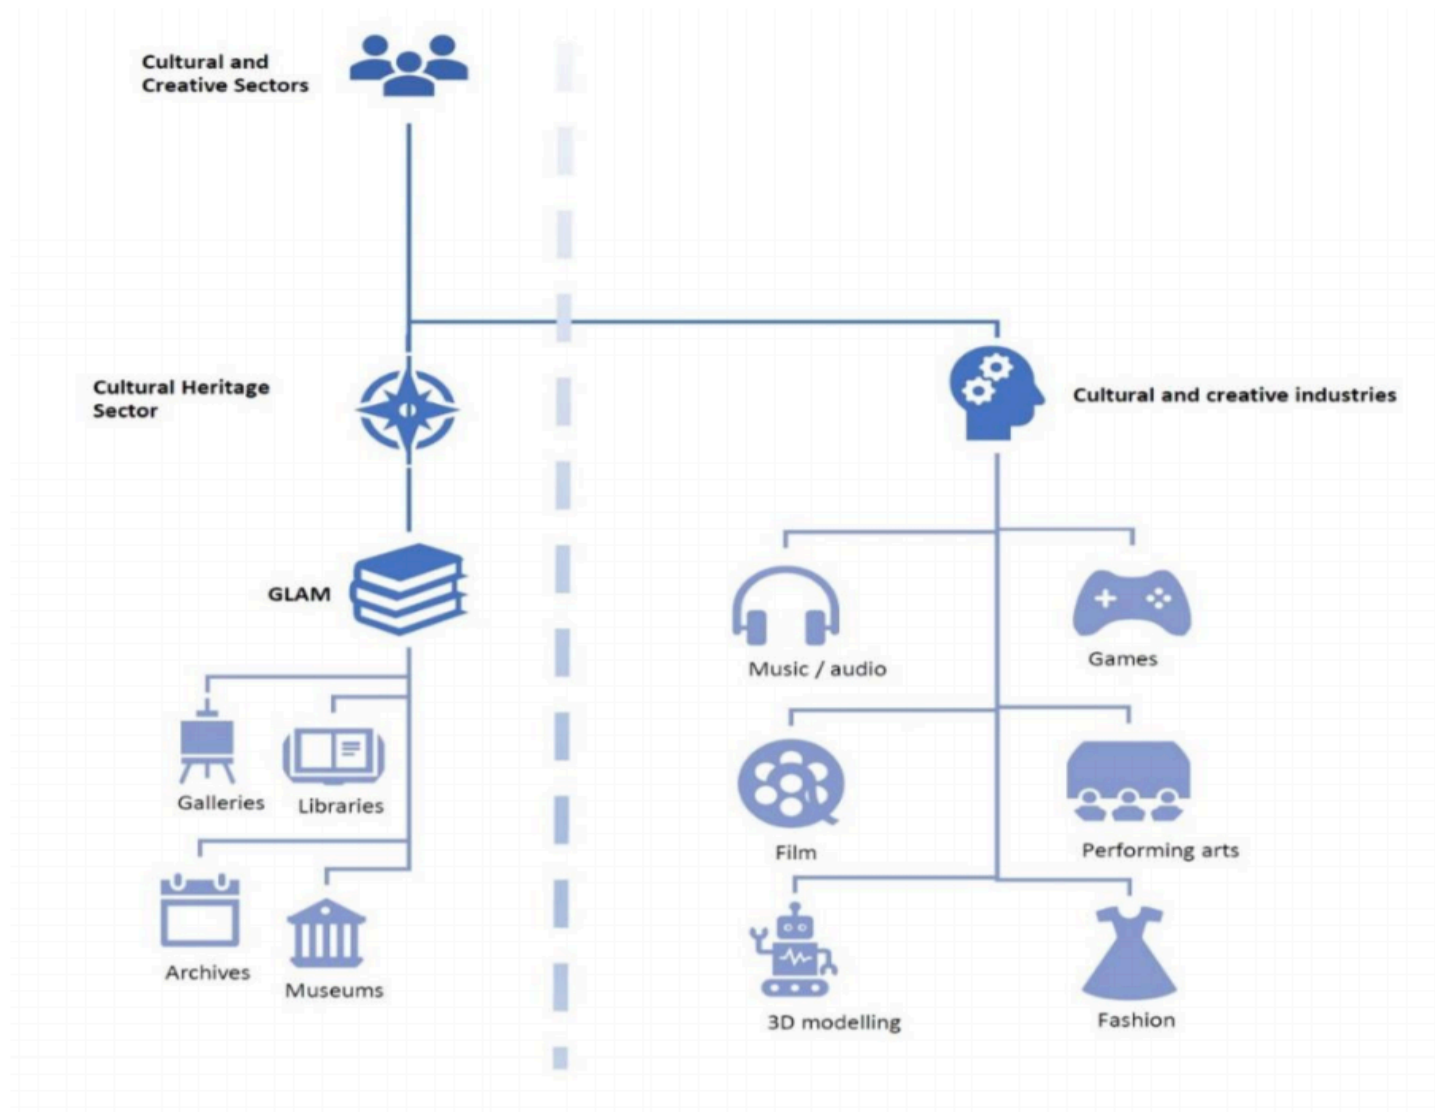 Cultural and
Creative Sectors
Cultural Heritage
Sector
Cultural and creative industries
GLAM
Music / audio
Games
Galleries
Libraries
Film
Performing arts
Archives
Museums
3D modelling
Fashion